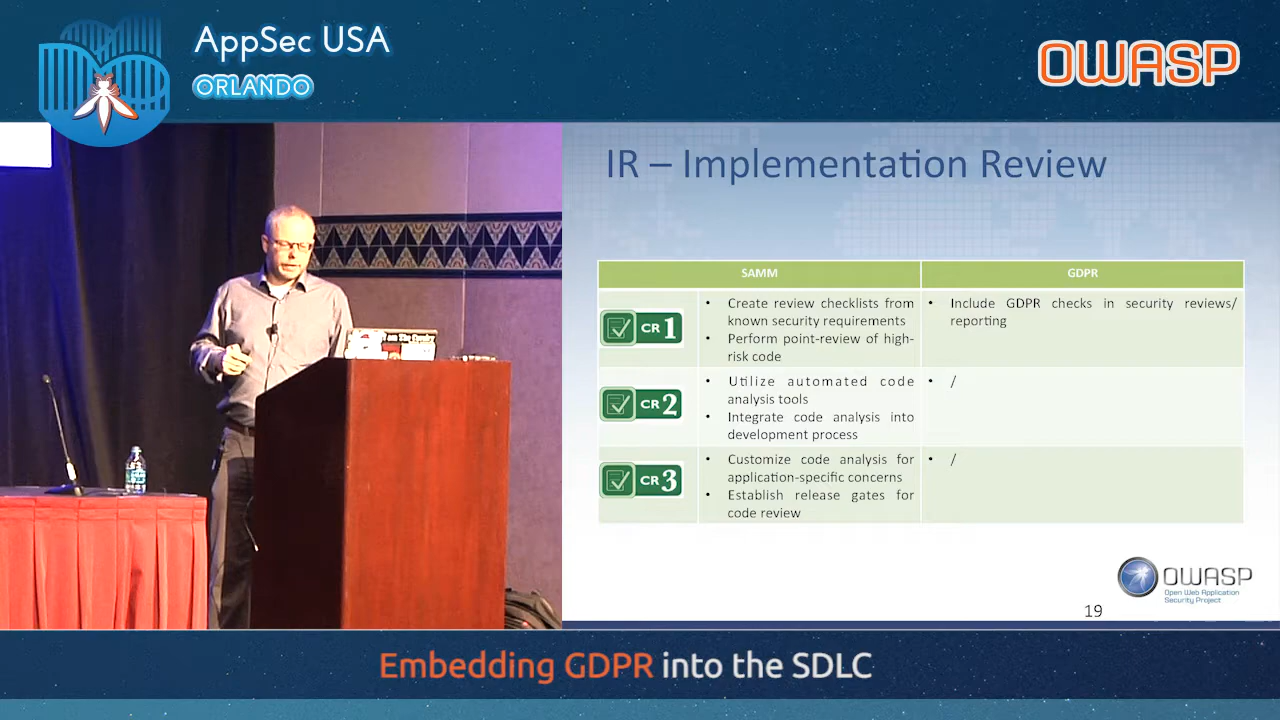 AppSec USA
ORLANDO
OWASP
IR – Implementation Review
SAMM
GDPR
CR 1
• Create review checklists from
known security requirements
• Perform point-review of high-
risk code
• Include GDPR checks in security reviews/
reporting
CR 2
• Utilize automated code
analysis tools
• Integrate code analysis into
development process
• /
CR 3
• Customize code analysis for
application-specific concerns
• Establish release gates for
code review
• /
OWASP
Open Web Application
Security Project
19
Embedding GDPR into the SDLC